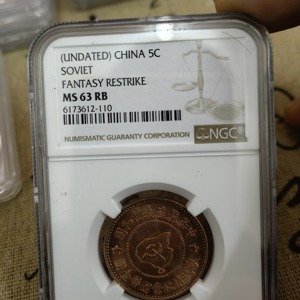 (UNDATED) CHINA 5C
SOVIET
FANTASY RESTRIKE
MS 63 RB
6173612-110
NUMISMATIC GUARANTY CORPORATION
NGC